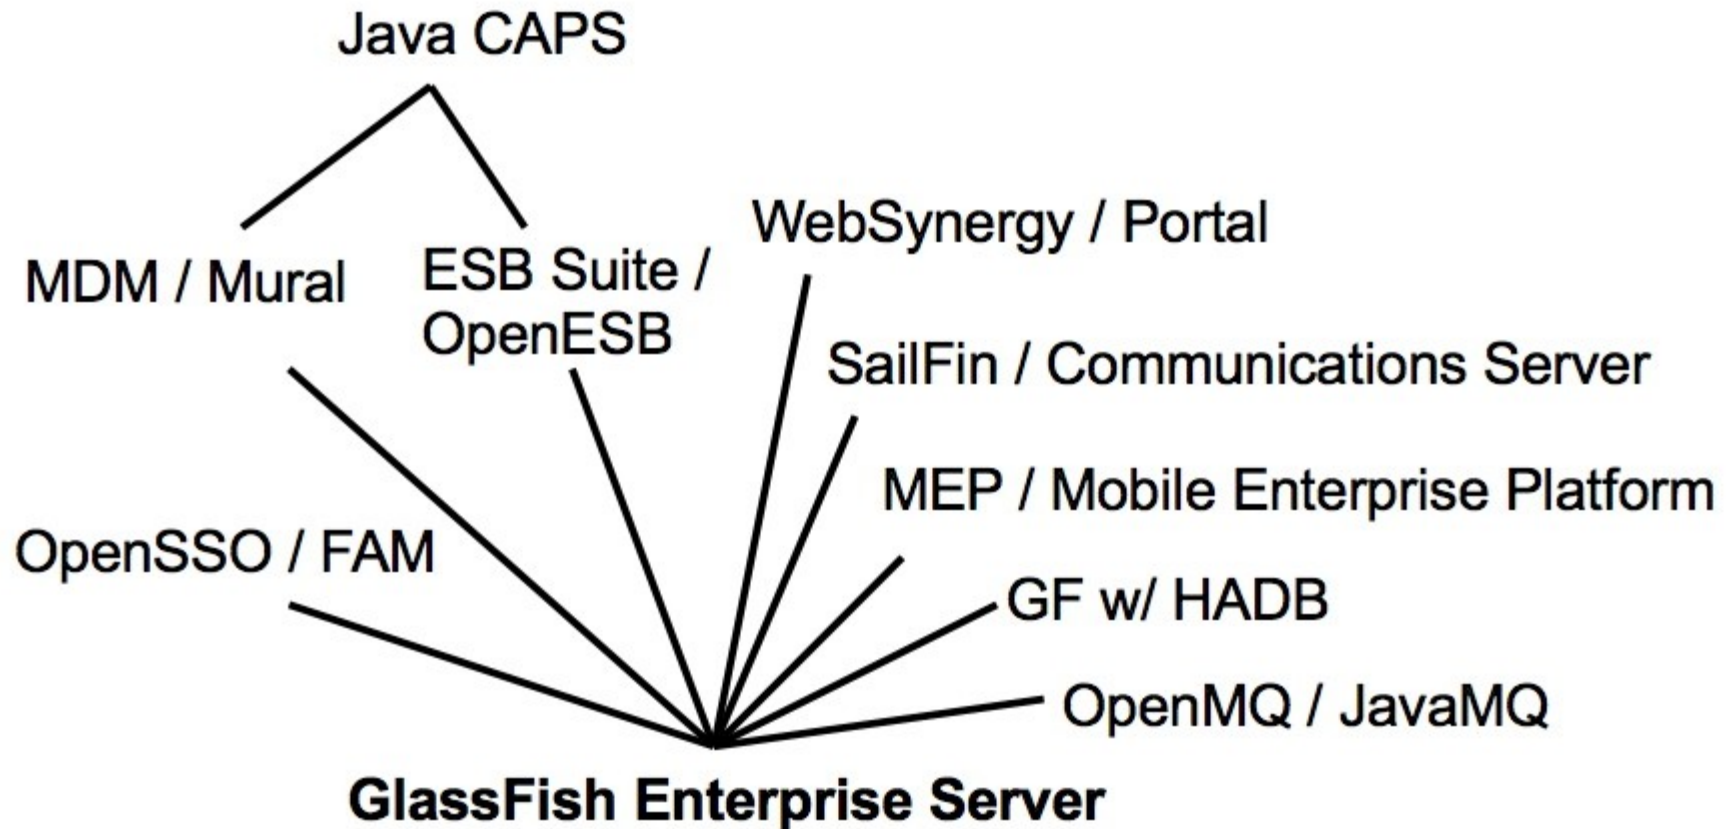 Java CAPS
WebSynergy / Portal
MDM / Mural
ESB Suite /
OpenESB
SailFin / Communications Server
MEP / Mobile Enterprise Platform
OpenSSO / FAM
GF w/ HADB
OpenMQ / JavaMQ
GlassFish Enterprise Server